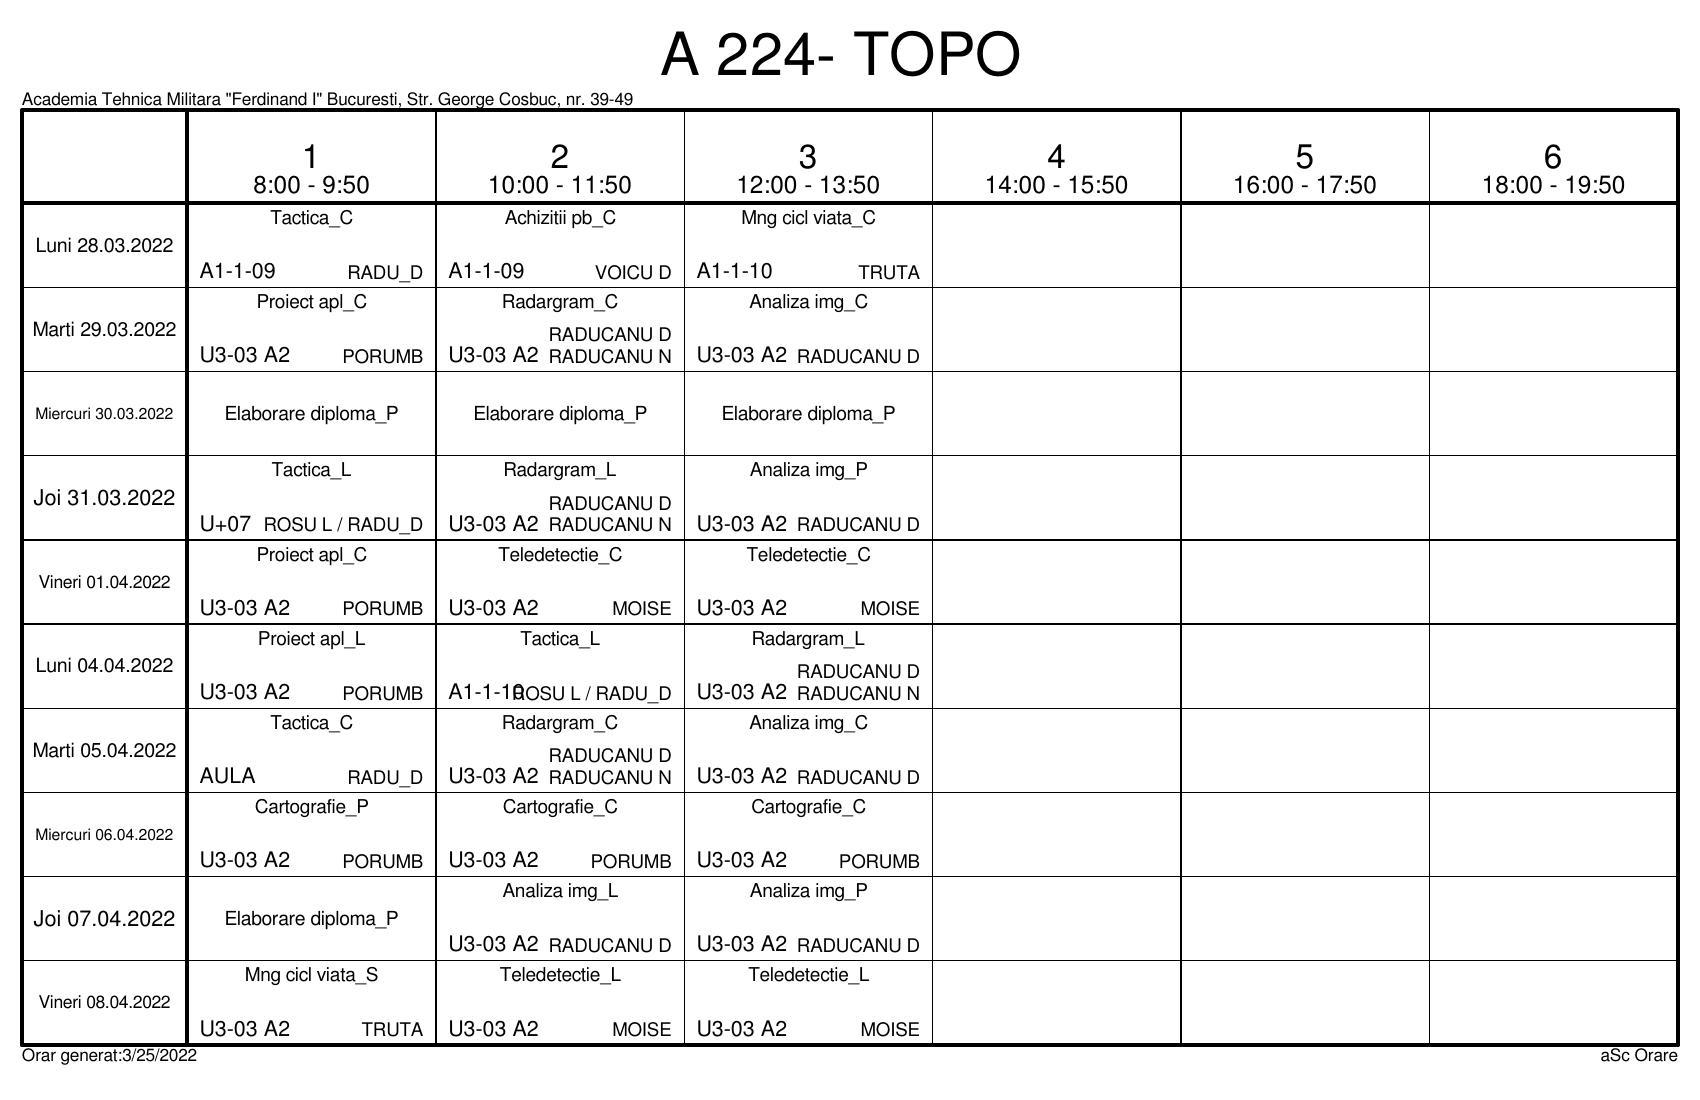 A 224- TOPO
Academia Tehnica Militara "Ferdinand I" Bucuresti, Str. George Cosbuc, nr. 39-49
1 2 3 4 5 6
8:00 - 9:50 10:00 - 11:50 12:00 - 13:50 14:00 - 15:50 16:00 - 17:50 18:00 - 19:50
Tactica_C Achizitii pb_C Mng cicl viata_C
Luni 28.03.2022
A1-1-09 RADU_D A1-1-09 VOICU D A1-1-10 TRUTA
Proiect apl_C Radargram_C Analiza img_C
Marti 29.03.2022 RADUCANU D
U3-03 A2 PORUMB U3-03 A2 RADUCANU N U3-03 A2 RADUCANU D
Miercuri 30.03.2022 Elaborare diploma_P Elaborare diploma_P Elaborare diploma_P
Tactica_L Radargram_L Analiza img_P
Joi 31.03.2022 RADUCANU D
U+07 ROSU L / RADU_D U3-03 A2 RADUCANU N U3-03 A2 RADUCANU D
Proiect apl_C Teledetectie_C Teledetectie_C
Vineri 01.04.2022
U3-03 A2 PORUMB U3-03 A2 MOISE U3-03 A2 MOISE
Proiect apl_L Tactica_L Radargram_L
Luni 04.04.2022 RADUCANU D
U3-03 A2 PORUMB A1-1-10 ROSU L / RADU_D U3-03 A2 RADUCANU N
Tactica_C Radargram_C Analiza img_C
Marti 05.04.2022 RADUCANU D
AULA RADU_D U3-03 A2 RADUCANU N U3-03 A2 RADUCANU D
Cartografie_P Cartografie_C Cartografie_C
Miercuri 06.04.2022
U3-03 A2 PORUMB U3-03 A2 PORUMB U3-03 A2 PORUMB
Analiza img_L Analiza img_P
Joi 07.04.2022 Elaborare diploma_P
U3-03 A2 RADUCANU D U3-03 A2 RADUCANU D
Mng cicl viata_S Teledetectie_L Teledetectie_L
Vineri 08.04.2022
U3-03 A2 TRUTA U3-03 A2 MOISE U3-03 A2 MOISE
Orar generat:3/25/2022 aSc Orare